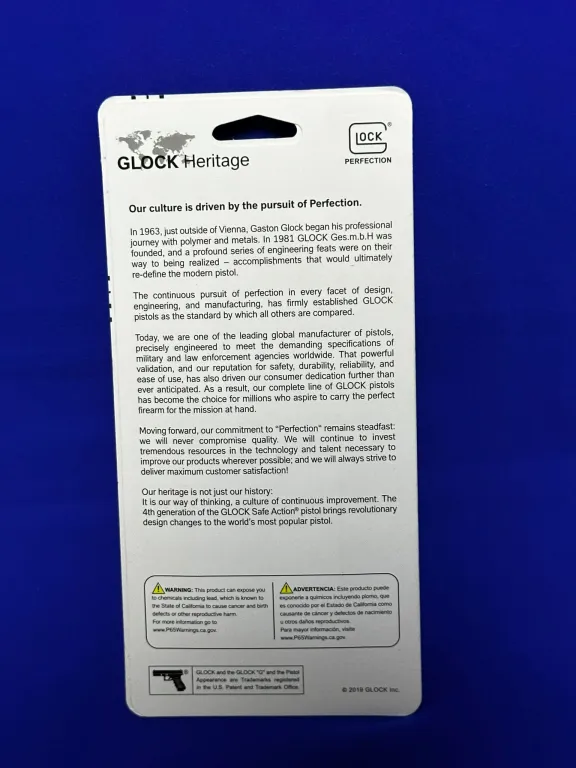 GLOCK Heritage
GLOCK ®
PERFECTION
Our culture is driven by the pursuit of Perfection.
In 1963, just outside of Vienna, Gaston Glock began his professional
journey with polymer and metals. In 1981 GLOCK Ges.m.b.H was
founded, and a profound series of engineering feats were on their
way to being realized – accomplishments that would ultimately
re-define the modern pistol.
The continuous pursuit of perfection in every facet of design,
engineering, and manufacturing, has firmly established GLOCK
pistols as the standard by which all others are compared.
Today, we are one of the leading global manufacturer of pistols,
precisely engineered to meet the demanding specifications of
military and law enforcement agencies worldwide. That powerful
validation, and our reputation for safety, durability, reliability, and
ease of use, has also driven our consumer dedication further than
ever anticipated. As a result, our complete line of GLOCK pistols
has become the choice for millions who aspire to carry the perfect
firearm for the mission at hand.
Moving forward, our commitment to "Perfection" remains steadfast:
we will never compromise quality. We will continue to invest
tremendous resources in the technology and talent necessary to
improve our products wherever possible; and we will always strive to
deliver maximum customer satisfaction!
Our heritage is not just our history:
It is our way of thinking, a culture of continuous improvement. The
4th generation of the GLOCK Safe Action® pistol brings revolutionary
design changes to the world's most popular pistol.
WARNING: This product can expose you
to chemicals including lead, which is known to
the State of California to cause cancer and birth
defects or other reproductive harm.
For more information go to
www.P65Warnings.ca.gov.
ADVERTENCIA: Este producto puede
exponerle a químicos incluyendo plomo, que
es conocido por el Estado de California como
causante de cáncer y defectos de nacimiento
u otros daños reproductivos.
Para mayor información, visite
www.P65Warnings.ca.gov.
®
GLOCK and the GLOCK "G" and the Pistol
Appearance are Trademarks registered
in the U.S. Patent and Trademark Office.
© 2019 GLOCK Inc.